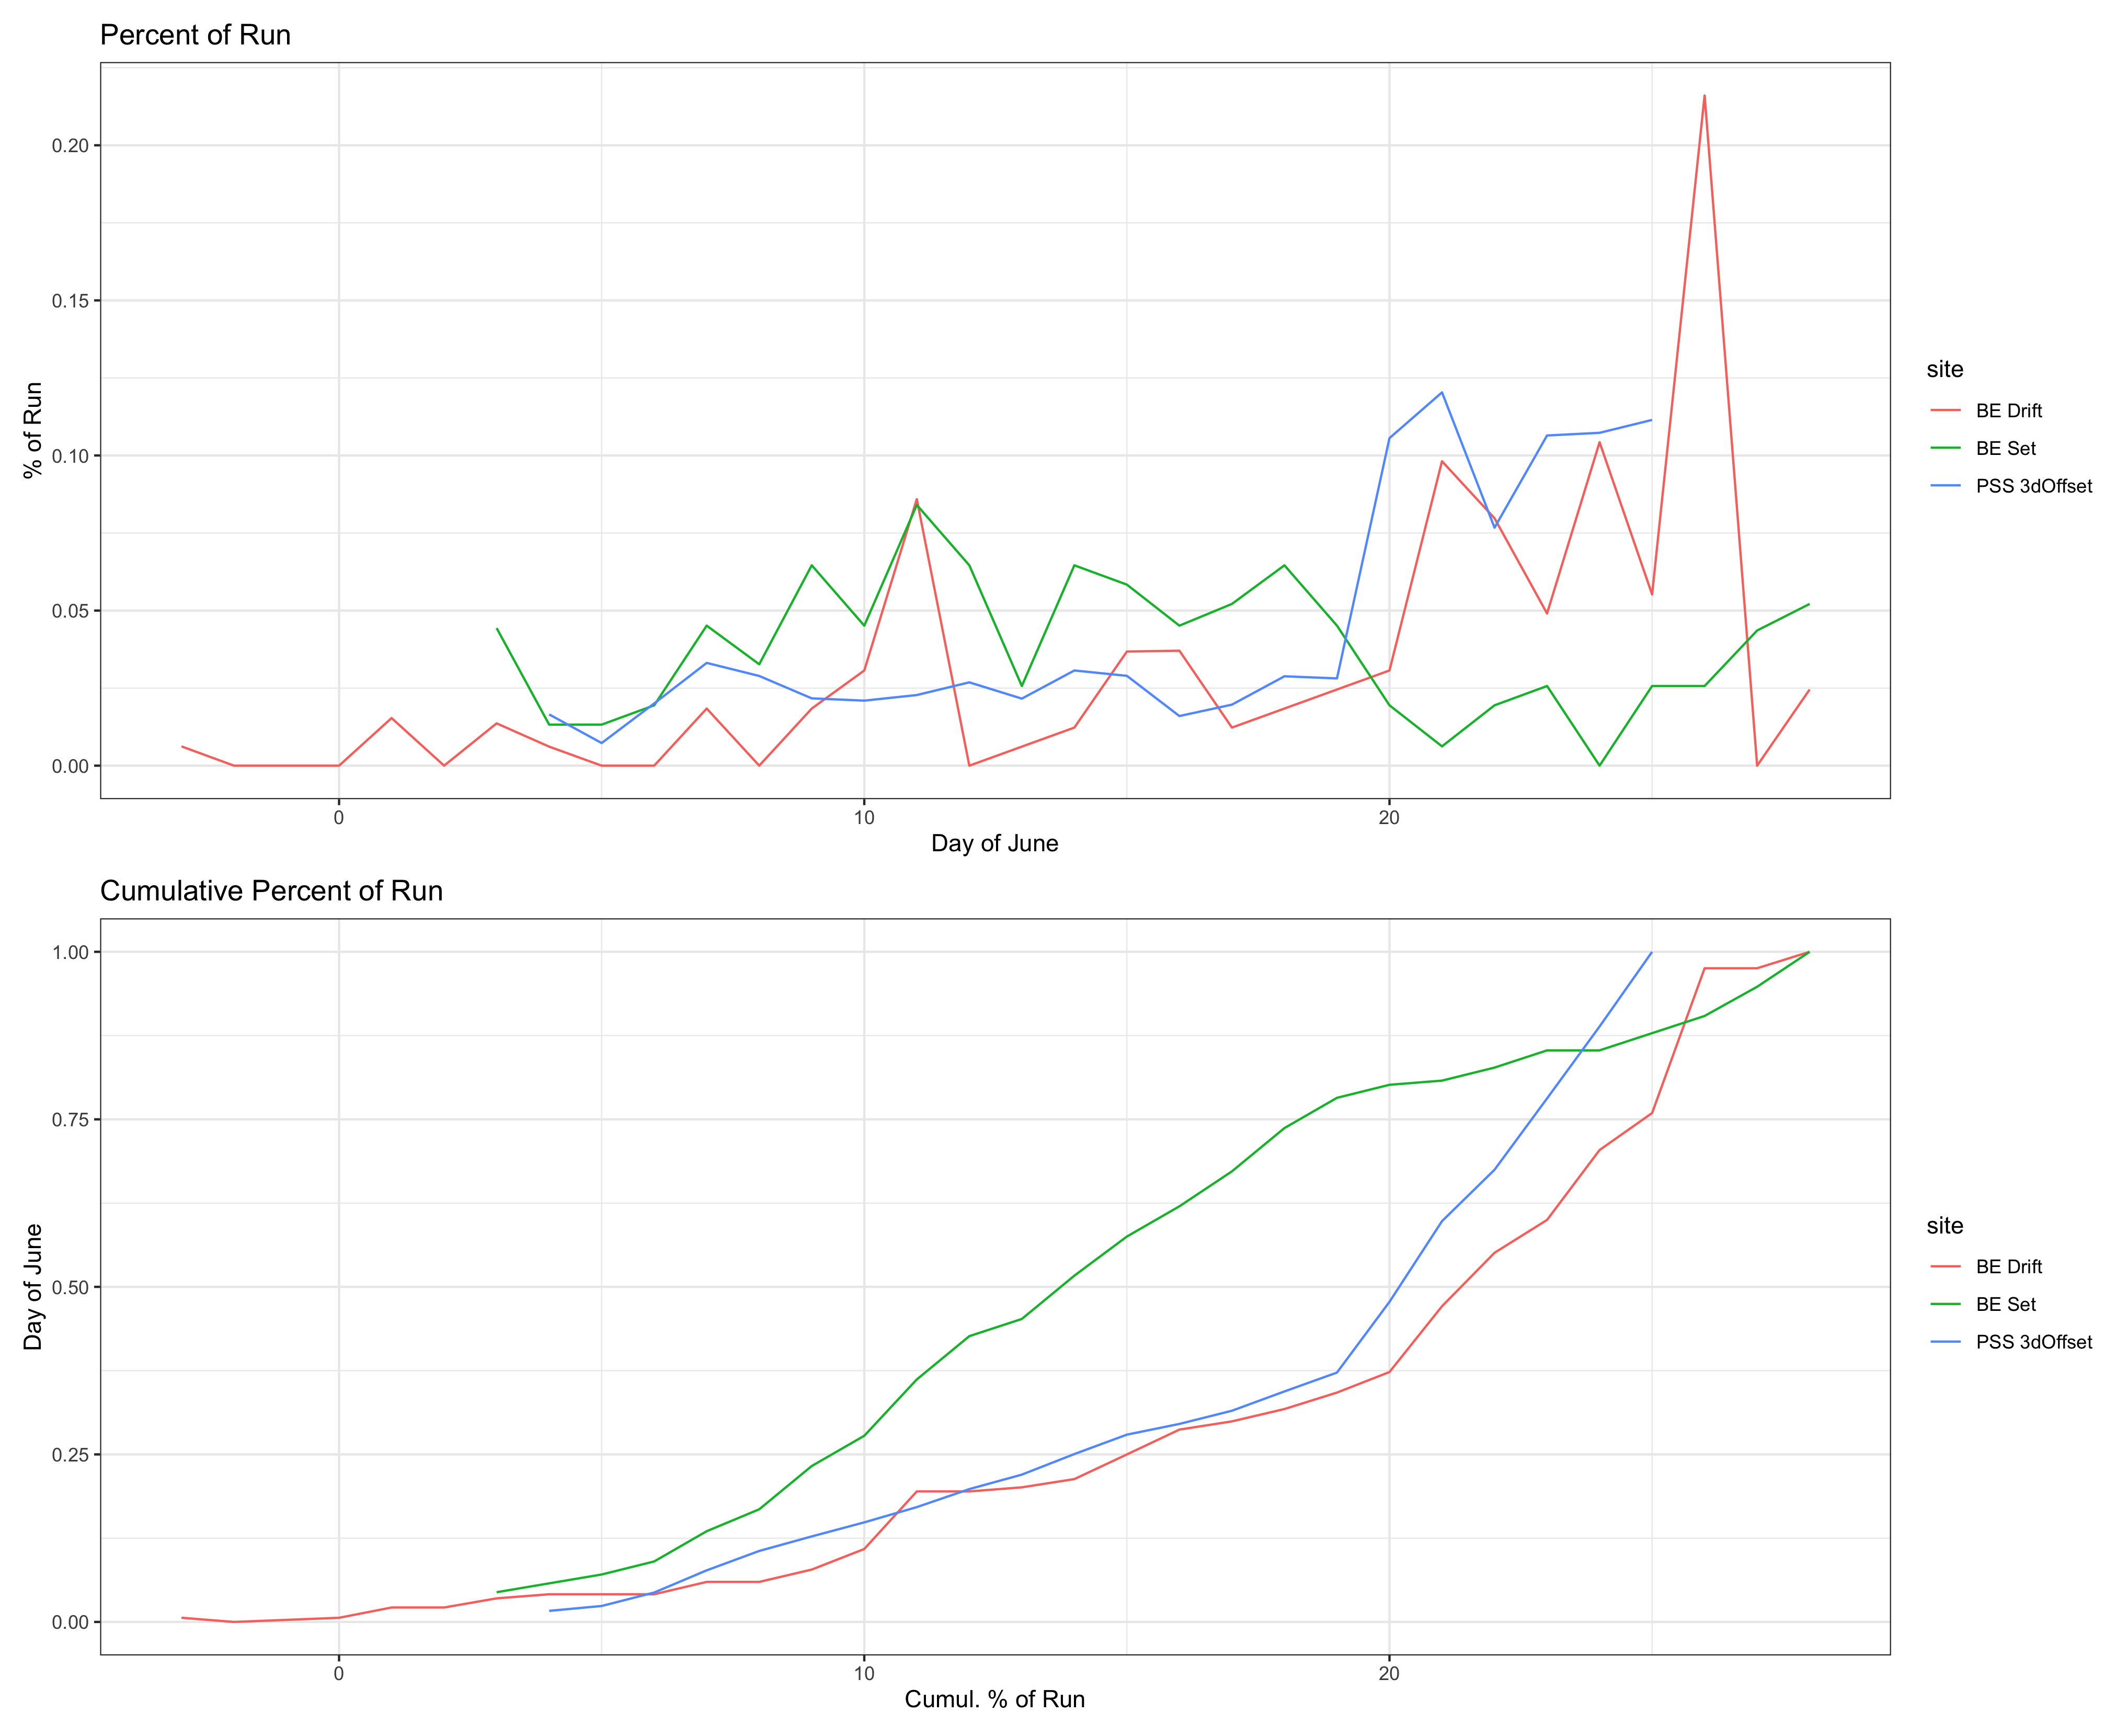 Percent of Run
% of Run
0.20
0.15
0.10
0.05
0.00
0 10 20
Day of June
site
BE Drift
BE Set
PSS 3dOffset
Cumulative Percent of Run
Day of June
1.00
0.75
0.50
0.25
0.00
0 10 20
Cumul. % of Run
site
BE Drift
BE Set
PSS 3dOffset